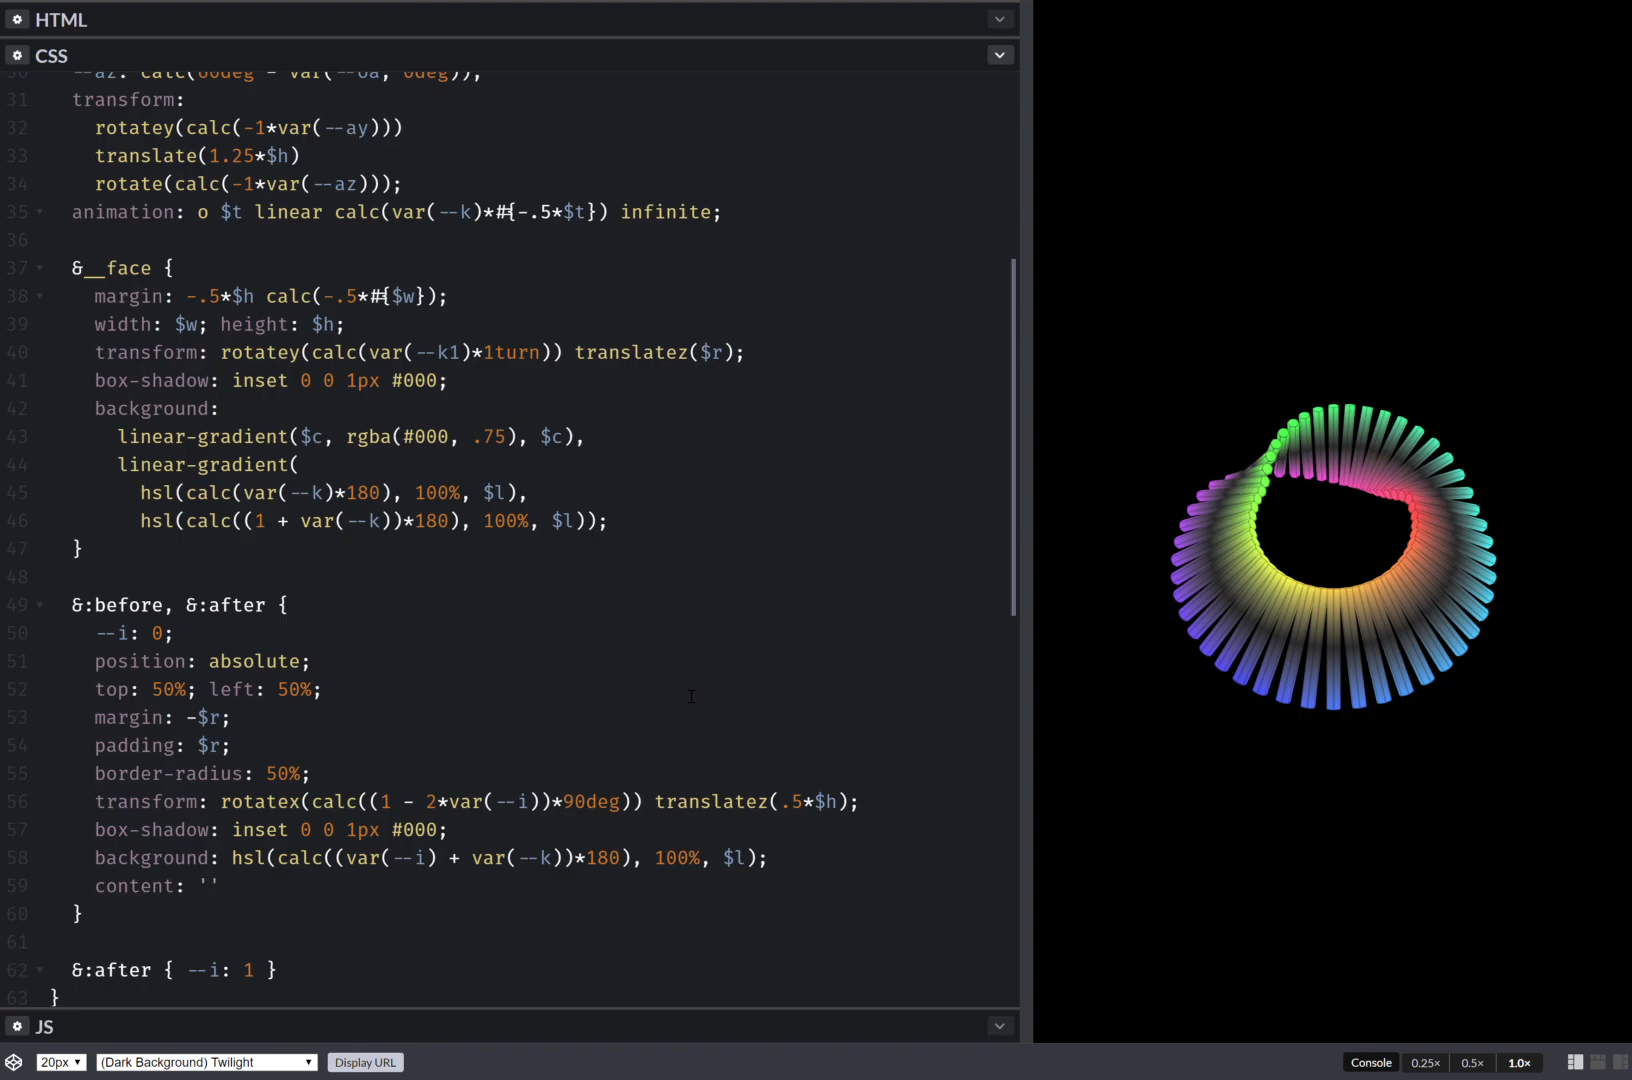 HTML
CSS
30 --az: calc(60deg - var(--oa, 0deg));
31 transform:
32 rotatey(calc(-1*var(--ay)))
33 translate(1.25*$h)
34 rotate(calc(-1*var(--az)));
35 animation: o $t linear calc(var(--k)*#{-.5*$t}) infinite;
36
37 &__face {
38 margin: -.5*$h calc(-.5*#{$w});
39 width: $w; height: $h;
40 transform: rotatey(calc(var(--k1)*1turn)) translatez($r);
41 box-shadow: inset 0 0 1px #000;
42 background:
43 linear-gradient($c, rgba(#000, .75), $c),
44 linear-gradient(
45 hsl(calc(var(--k)*180), 100%, $l),
46 hsl(calc((1 + var(--k))*180), 100%, $l));
47 }
48
49 &:before, &:after {
50 --i: 0;
51 position: absolute;
52 top: 50%; left: 50%;
53 margin: -$r;
54 padding: $r;
55 border-radius: 50%;
56 transform: rotatex(calc((1 - 2*var(--i))*90deg)) translatez(.5*$h);
57 box-shadow: inset 0 0 1px #000;
58 background: hsl(calc((var(--i) + var(--k))*180), 100%, $l);
59 content: ''
60 }
61
62 &:after { --i: 1 }
63 }
JS
20px (Dark Background) Twilight Display URL Console 0.25× 0.5× 1.0×